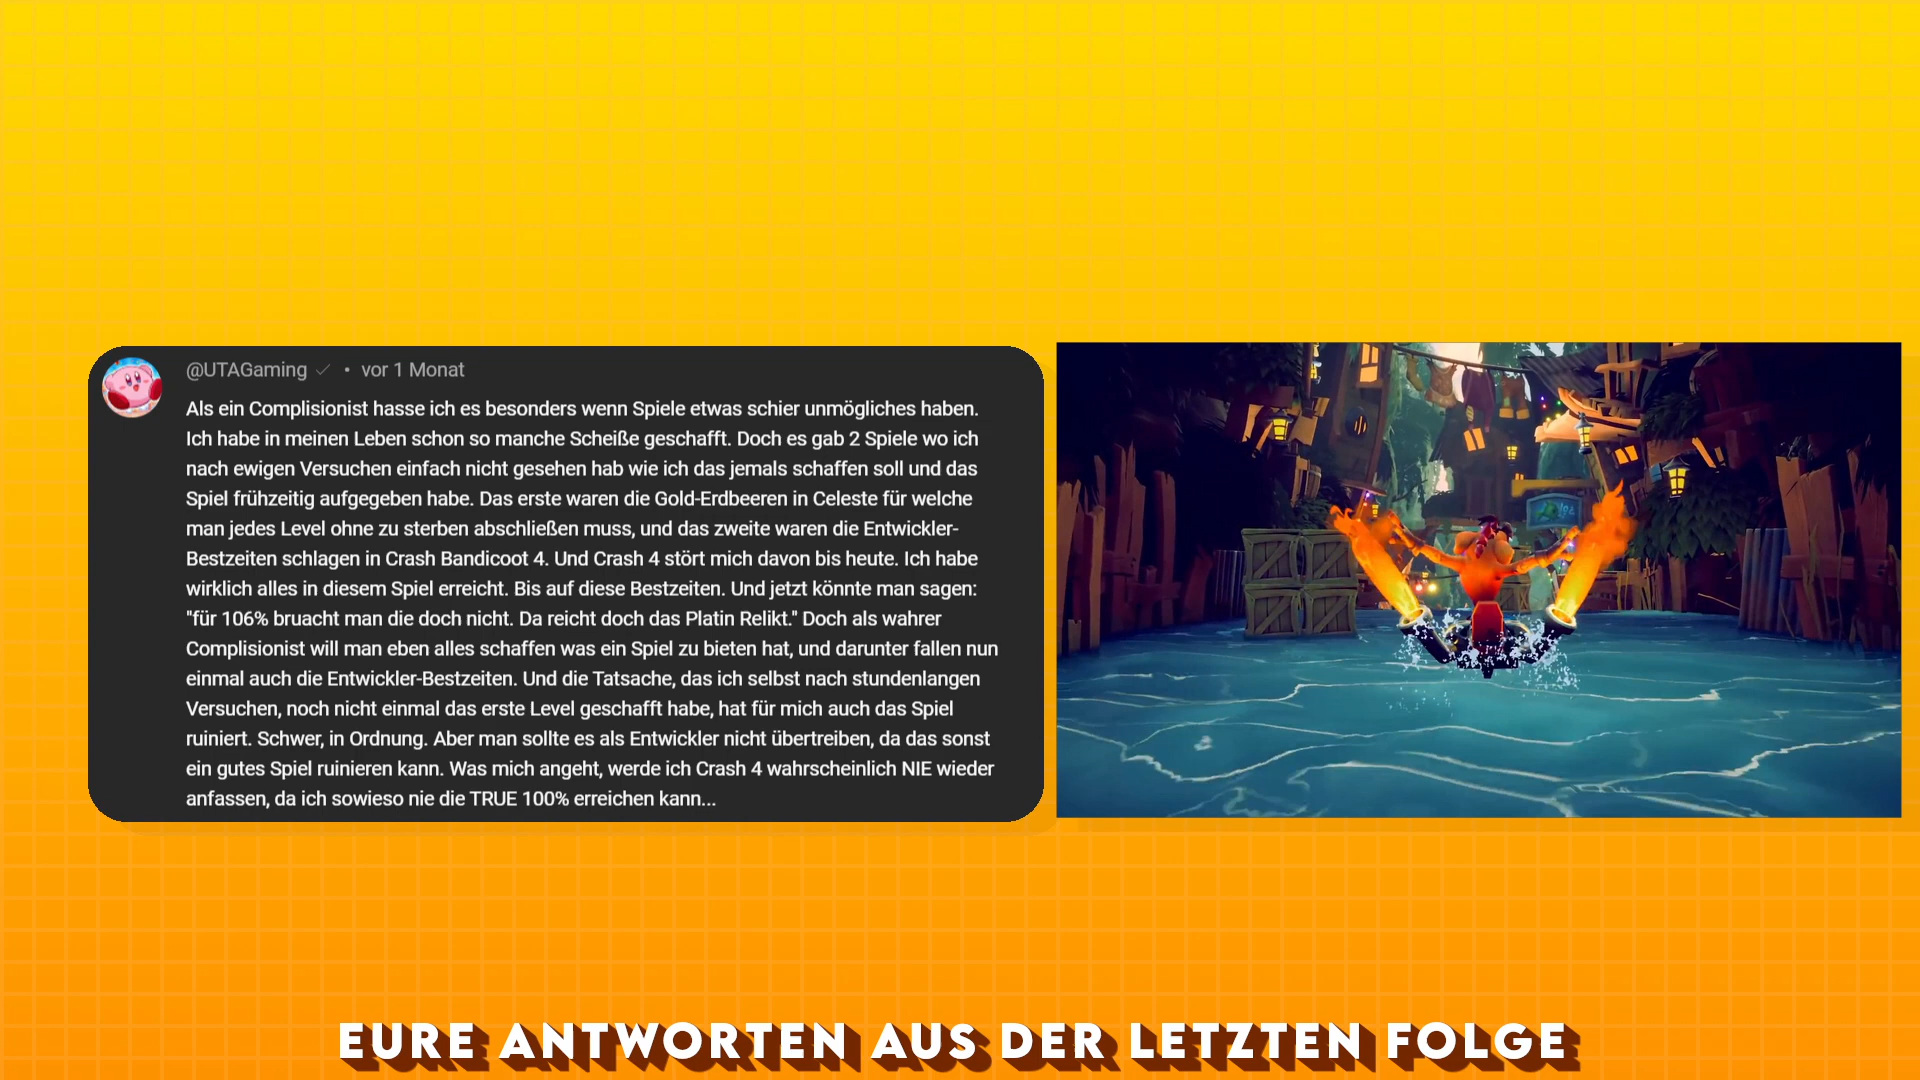 @UTAGaming ✓ • vor 1 Monat
Als ein Complisionist hasse ich es besonders wenn Spiele etwas schier unmögliches haben.
Ich habe in meinen Leben schon so manche Scheiße geschafft. Doch es gab 2 Spiele wo ich
nach ewigen Versuchen einfach nicht gesehen hab wie ich das jemals schaffen soll und das
Spiel frühzeitig aufgegeben habe. Das erste waren die Gold-Erdbeeren in Celeste für welche
man jedes Level ohne zu sterben abschließen muss, und das zweite waren die Entwickler-
Bestzeiten schlagen in Crash Bandicoot 4. Und Crash 4 stört mich davon bis heute. Ich habe
wirklich alles in diesem Spiel erreicht. Bis auf diese Bestzeiten. Und jetzt könnte man sagen:
"für 106% bruacht man die doch nicht. Da reicht doch das Platin Relikt." Doch als wahrer
Complisionist will man eben alles schaffen was ein Spiel zu bieten hat, und darunter fallen nun
einmal auch die Entwickler-Bestzeiten. Und die Tatsache, das ich selbst nach stundenlangen
Versuchen, noch nicht einmal das erste Level geschafft habe, hat für mich auch das Spiel
ruiniert. Schwer, in Ordnung. Aber man sollte es als Entwickler nicht übertreiben, da das sonst
ein gutes Spiel ruinieren kann. Was mich angeht, werde ich Crash 4 wahrscheinlich NIE wieder
anfassen, da ich sowieso nie die TRUE 100% erreichen kann...
EURE ANTWORTEN AUS DER LETZTEN FOLGE